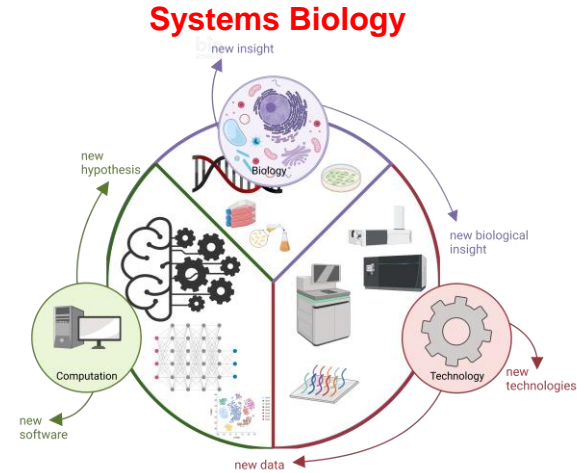 Systems Biology
new insight
new
hypothesis
Biology
new biological
insight
Computation
Technology
new
technologies
new
software
new data